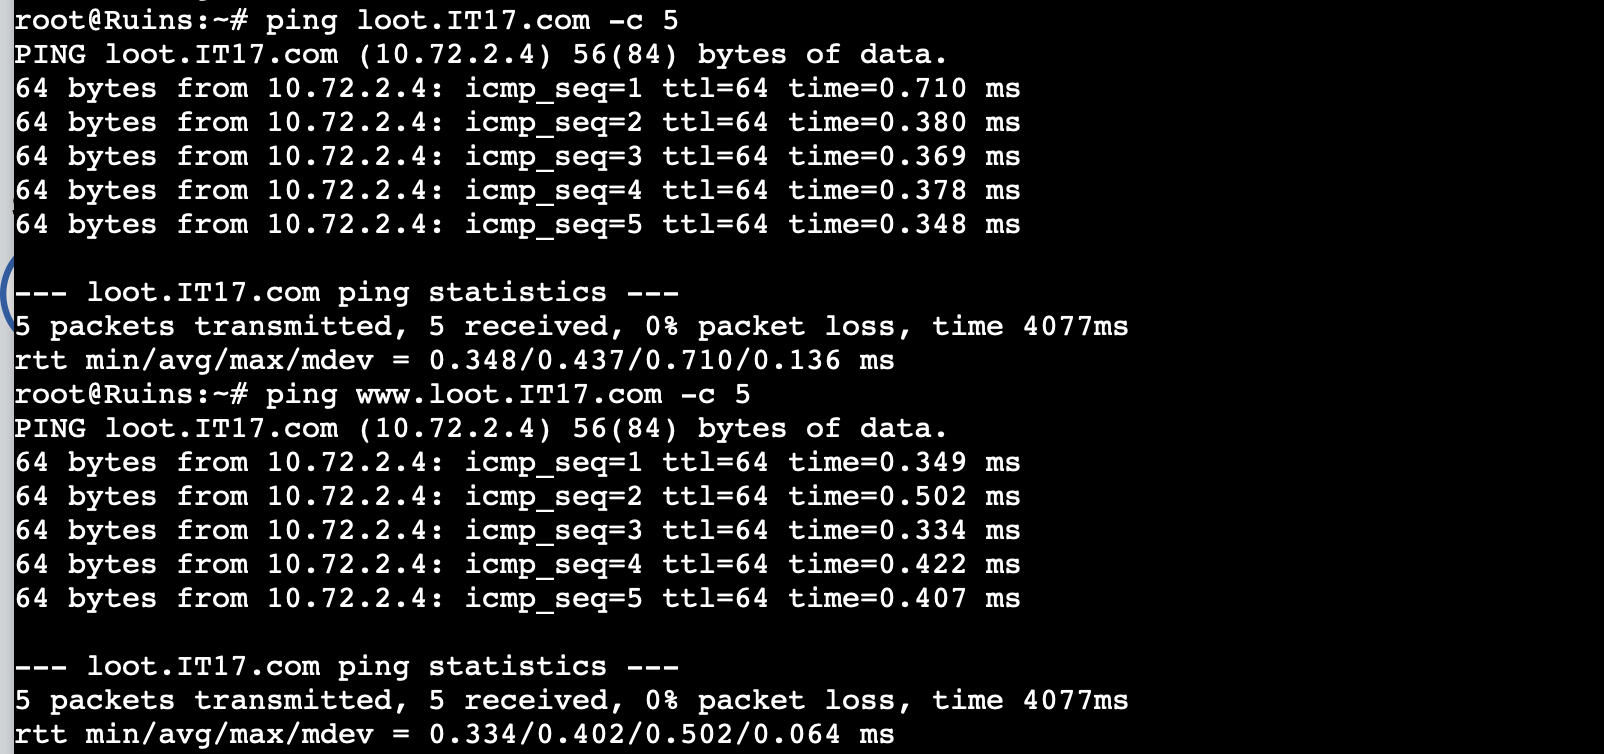 root@Ruins:~# ping loot.IT17.com -c 5
PING loot.IT17.com (10.72.2.4) 56(84) bytes of data.
64 bytes from 10.72.2.4: icmp_seq=1 ttl=64 time=0.710 ms
64 bytes from 10.72.2.4: icmp_seq=2 ttl=64 time=0.380 ms
64 bytes from 10.72.2.4: icmp_seq=3 ttl=64 time=0.369 ms
64 bytes from 10.72.2.4: icmp_seq=4 ttl=64 time=0.378 ms
64 bytes from 10.72.2.4: icmp_seq=5 ttl=64 time=0.348 ms
--- loot.IT17.com ping statistics ---
5 packets transmitted, 5 received, 0% packet loss, time 4077ms
rtt min/avg/max/mdev = 0.348/0.437/0.710/0.136 ms
root@Ruins:~# ping www.loot.IT17.com -c 5
PING loot.IT17.com (10.72.2.4) 56(84) bytes of data.
64 bytes from 10.72.2.4: icmp_seq=1 ttl=64 time=0.349 ms
64 bytes from 10.72.2.4: icmp_seq=2 ttl=64 time=0.502 ms
64 bytes from 10.72.2.4: icmp_seq=3 ttl=64 time=0.334 ms
64 bytes from 10.72.2.4: icmp_seq=4 ttl=64 time=0.422 ms
64 bytes from 10.72.2.4: icmp_seq=5 ttl=64 time=0.407 ms
--- loot.IT17.com ping statistics ---
5 packets transmitted, 5 received, 0% packet loss, time 4077ms
rtt min/avg/max/mdev = 0.334/0.402/0.502/0.064 ms